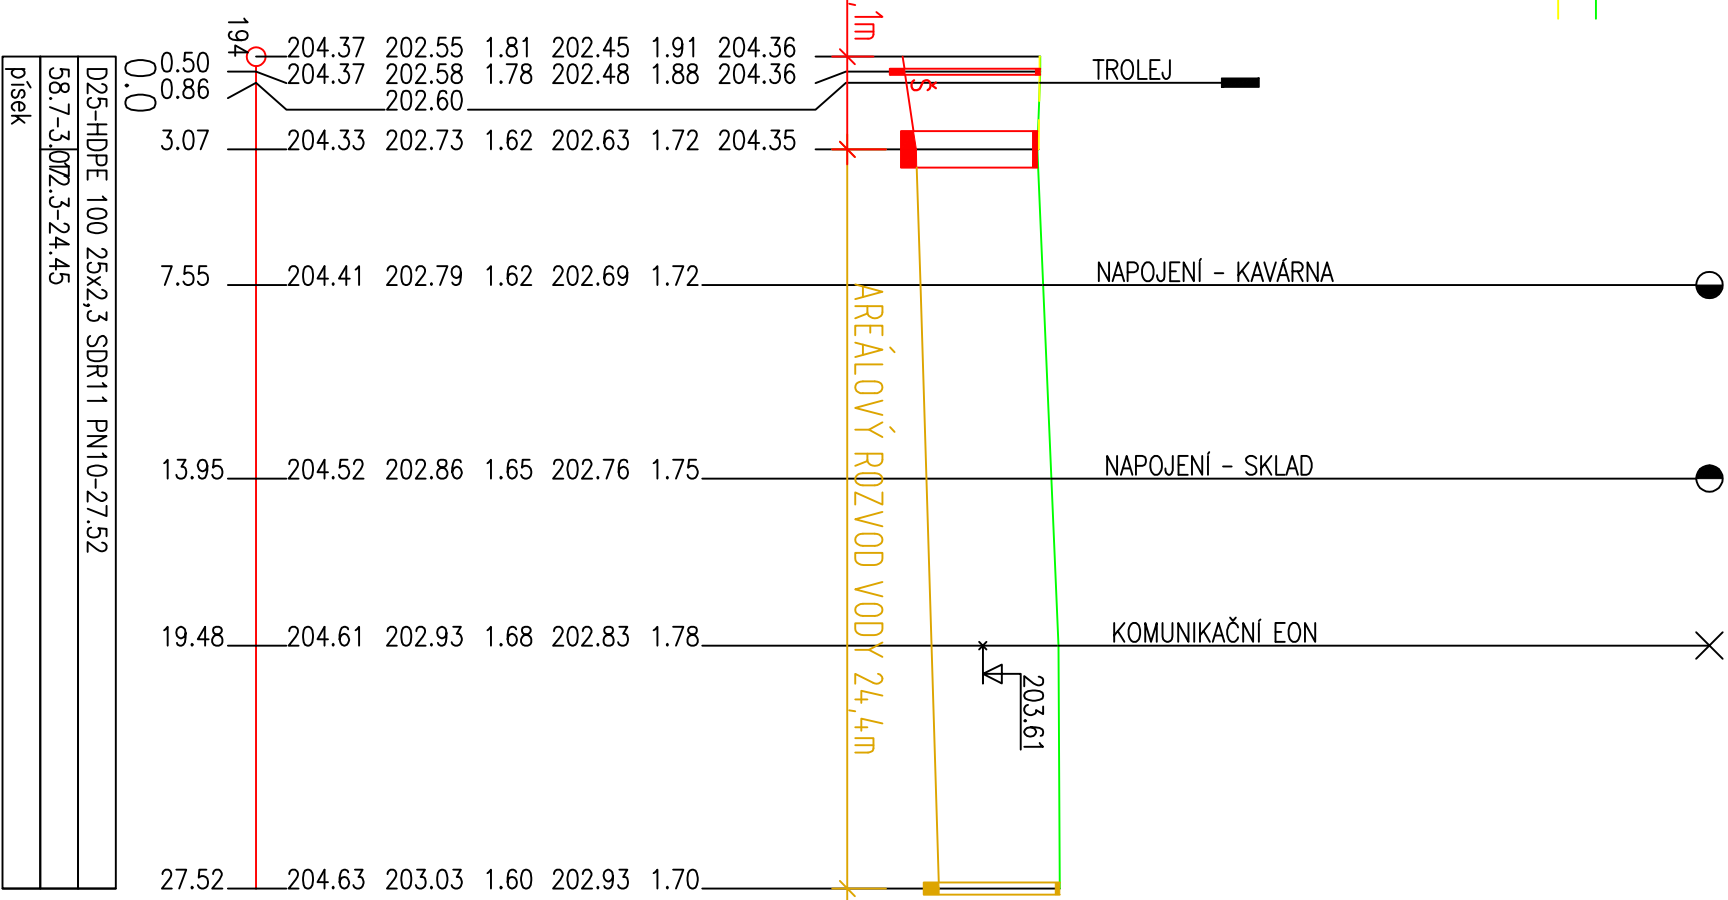 194
,1m
204.37 202.55 1.81 202.45 1.91 204.36
0.50 204.37 202.58 1.78 202.48 1.88 204.36
0.86 202.60
TROLEJ
Š
0.0
3.07 204.33 202.73 1.62 202.63 1.72 204.35
7.55 204.41 202.79 1.62 202.69 1.72 NAPOJENÍ - KAVÁRNA
13.95 204.52 202.86 1.65 202.76 1.75 NAPOJENÍ - SKLAD
19.48 204.61 202.93 1.68 202.83 1.78 KOMUNIKAČNÍ EON
203.61
27.52 204.63 203.03 1.60 202.93 1.70
AREÁLOVÝ ROZVOD VODY 24,4m
D25-HDPE 100 25x2,3 SDR11 PN10-27.52
58.7-3.07
72.3-24.45
písek